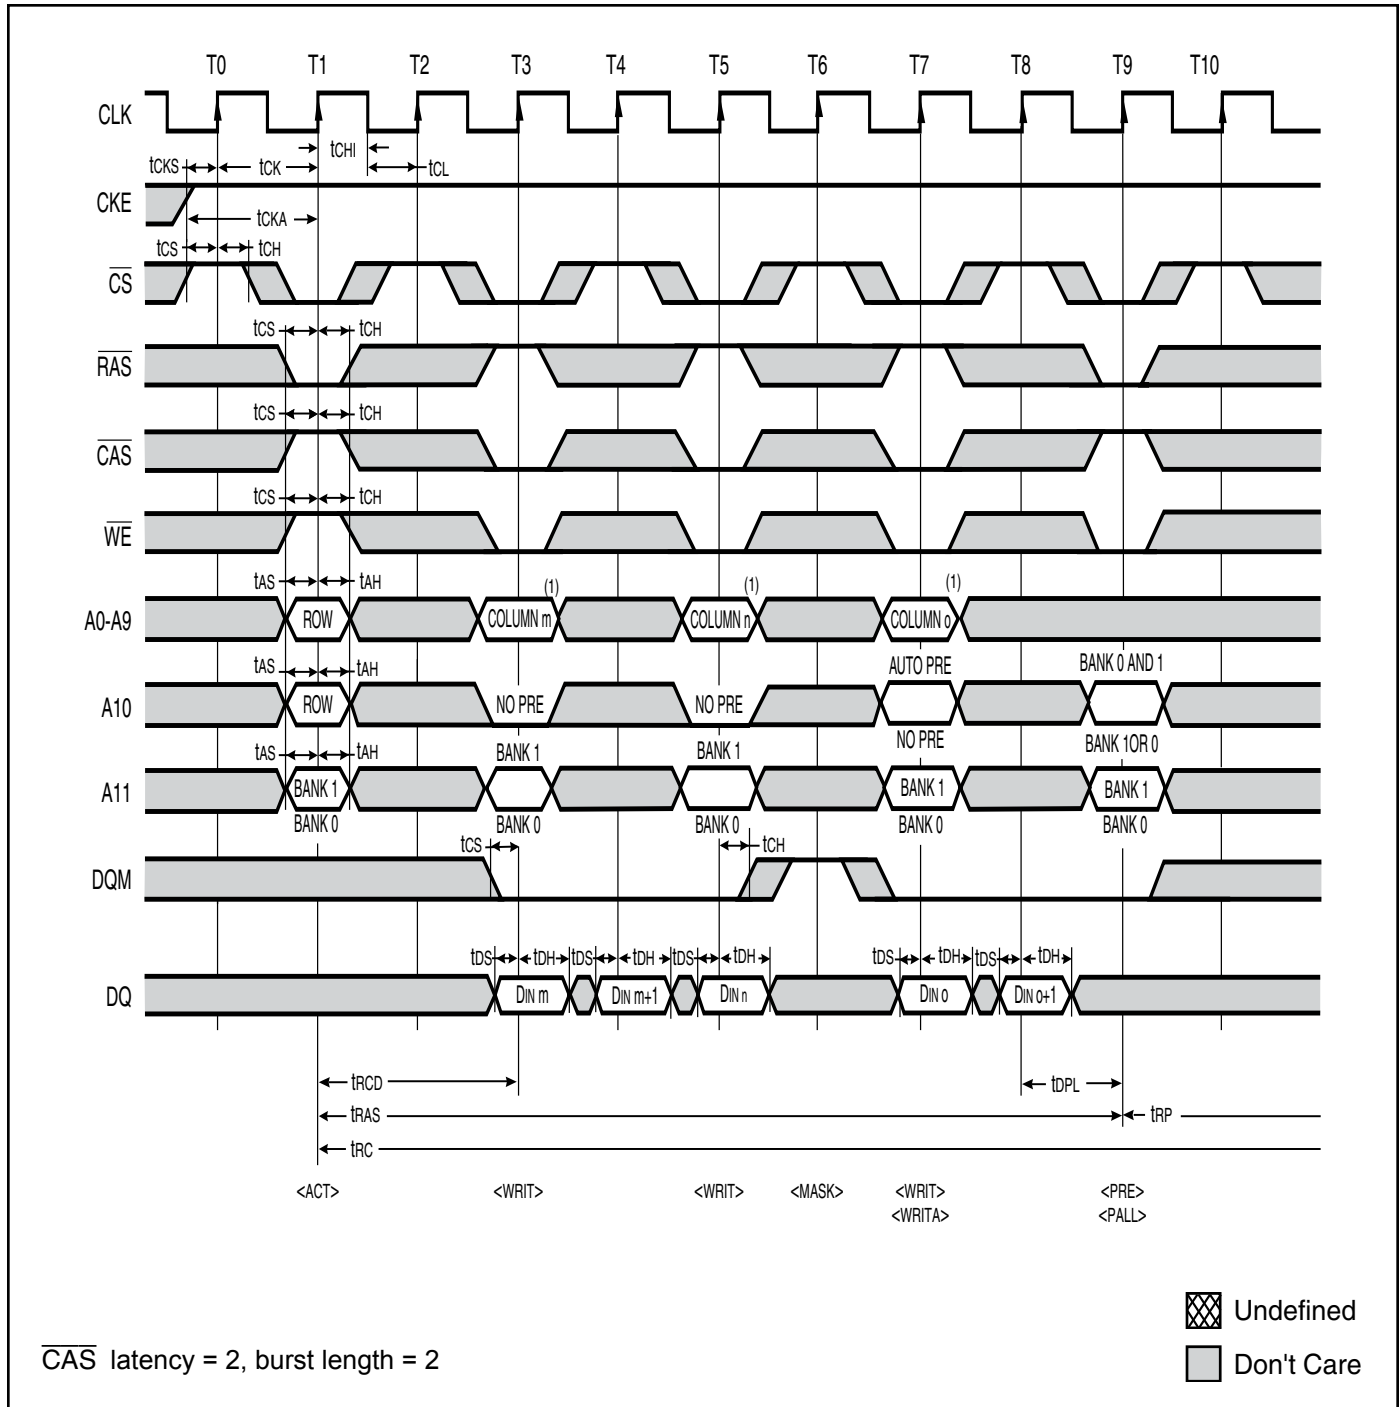 T0 T1 T2 T3 T4 T5 T6 T7 T8 T9 T10
CLK
tCHI
tCKS tCK tCL
CKE
tCKA
tCS tCH
CS
tCS tCH
RAS
tCS tCH
CAS
tCS tCH
WE
tAS tAH (1) (1) (1)
A0-A9 ROW COLUMN m COLUMN n COLUMN o
tAS tAH AUTO PRE BANK 0 AND 1
A10 ROW NO PRE NO PRE
NO PRE BANK 1OR 0
tAS tAH BANK 1 BANK 1
A11 BANK 1 BANK 1 BANK 1
BANK 0 BANK 0 BANK 0 BANK 0 BANK 0
tCS tCH
DQM
tDS tDH tDS tDH tDS tDH tDS tDH tDS tDH
DQ DIN m DIN m+1 DIN n DIN o DIN o+1
tRCD tDPL
tRAS tRP
tRC
<ACT> <WRIT> <WRIT> <MASK> <WRIT> <PRE>
<WRITA> <PALL>
Undefined
CAS latency = 2, burst length = 2 Don't Care